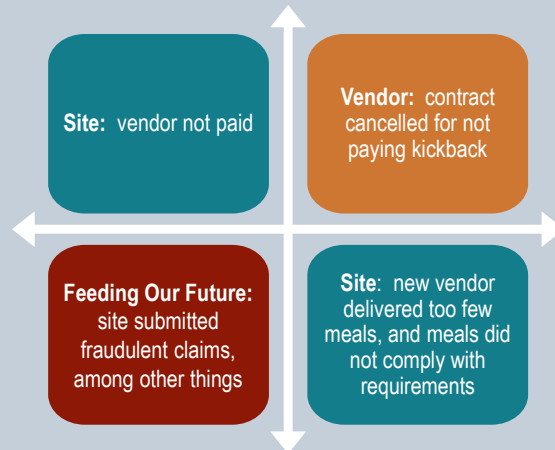 Site: vendor not paid
Vendor: contract
cancelled for not
paying kickback
Feeding Our Future:
site submitted
fraudulent claims,
among other things
Site: new vendor
delivered too few
meals, and meals did
not comply with
requirements